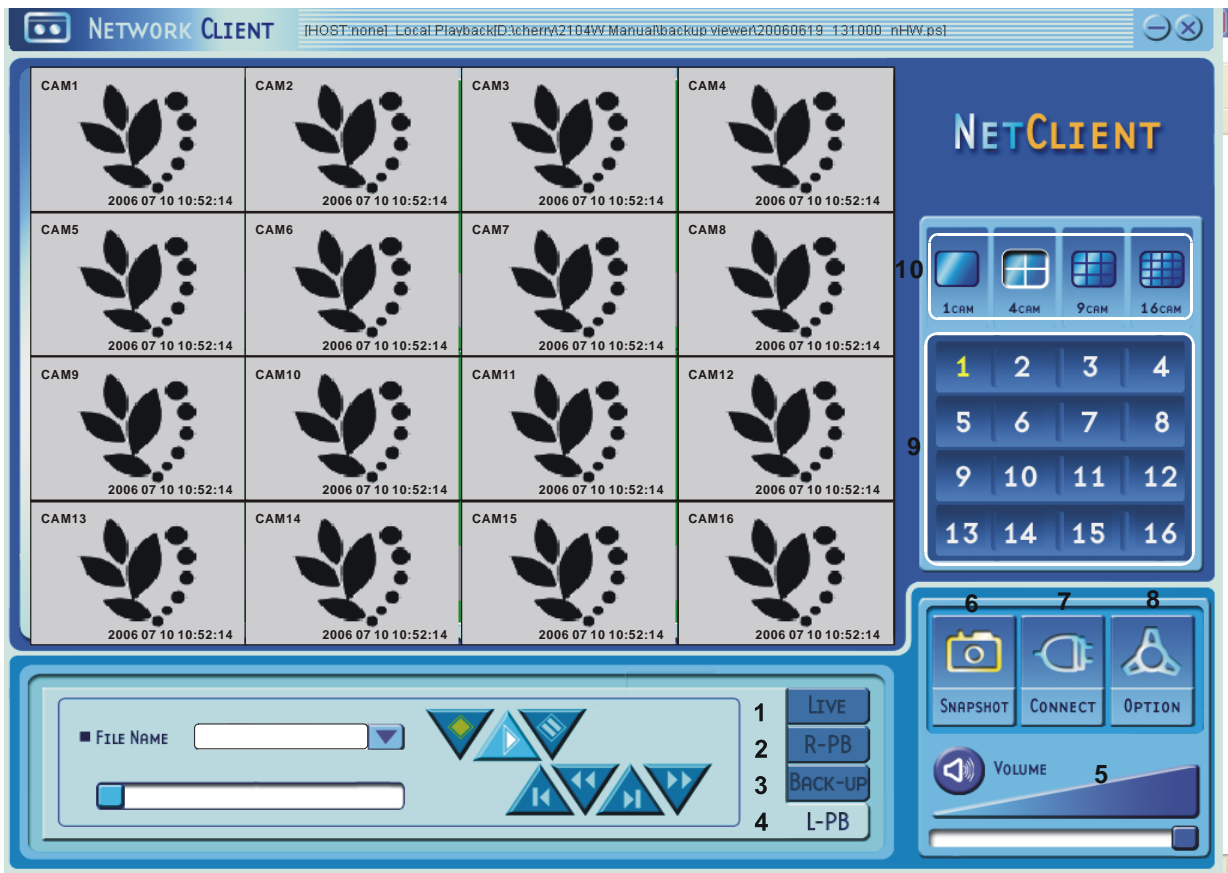 NETWORK CLIENT [HOST:none] Local Playback[D:\cherry\2104W Manual\backup viewer\20060619_131000_nHW.ps]
CAM1 CAM2 CAM3 CAM4
2006 07 10 10:52:14 2006 07 10 10:52:14 2006 07 10 10:52:14 2006 07 10 10:52:14
CAM5 CAM6 CAM7 CAM8
2006 07 10 10:52:14 2006 07 10 10:52:14 2006 07 10 10:52:14 2006 07 10 10:52:14
CAM9 CAM10 CAM11 CAM12
2006 07 10 10:52:14 2006 07 10 10:52:14 2006 07 10 10:52:14 2006 07 10 10:52:14
CAM13 CAM14 CAM15 CAM16
2006 07 10 10:52:14 2006 07 10 10:52:14 2006 07 10 10:52:14 2006 07 10 10:52:14
NETCLIENT
10
1CAM 4CAM 9CAM 16CAM
1 2 3 4
5 6 7 8
9
9 10 11 12
13 14 15 16
6 7 8
SNAPSHOT CONNECT OPTION
VOLUME 5
FILE NAME
1 LIVE
2 R-PB
3 BACK-UP
4 L-PB